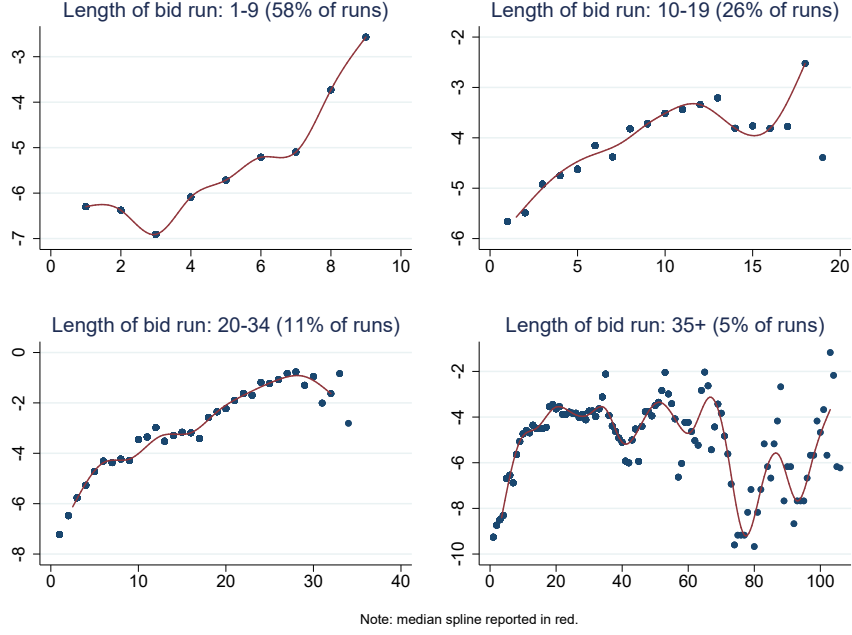 Length of bid run: 1-9 (58% of runs)
-3
-4
-5
-6
-7
0 2 4 6 8 10
Length of bid run: 10-19 (26% of runs)
-2
-3
-4
-5
-6
0 5 10 15 20
Length of bid run: 20-34 (11% of runs)
0
-2
-4
-6
-8
0 10 20 30 40
Length of bid run: 35+ (5% of runs)
-2
-4
-6
-8
-10
0 20 40 60 80 100
Note: median spline reported in red.